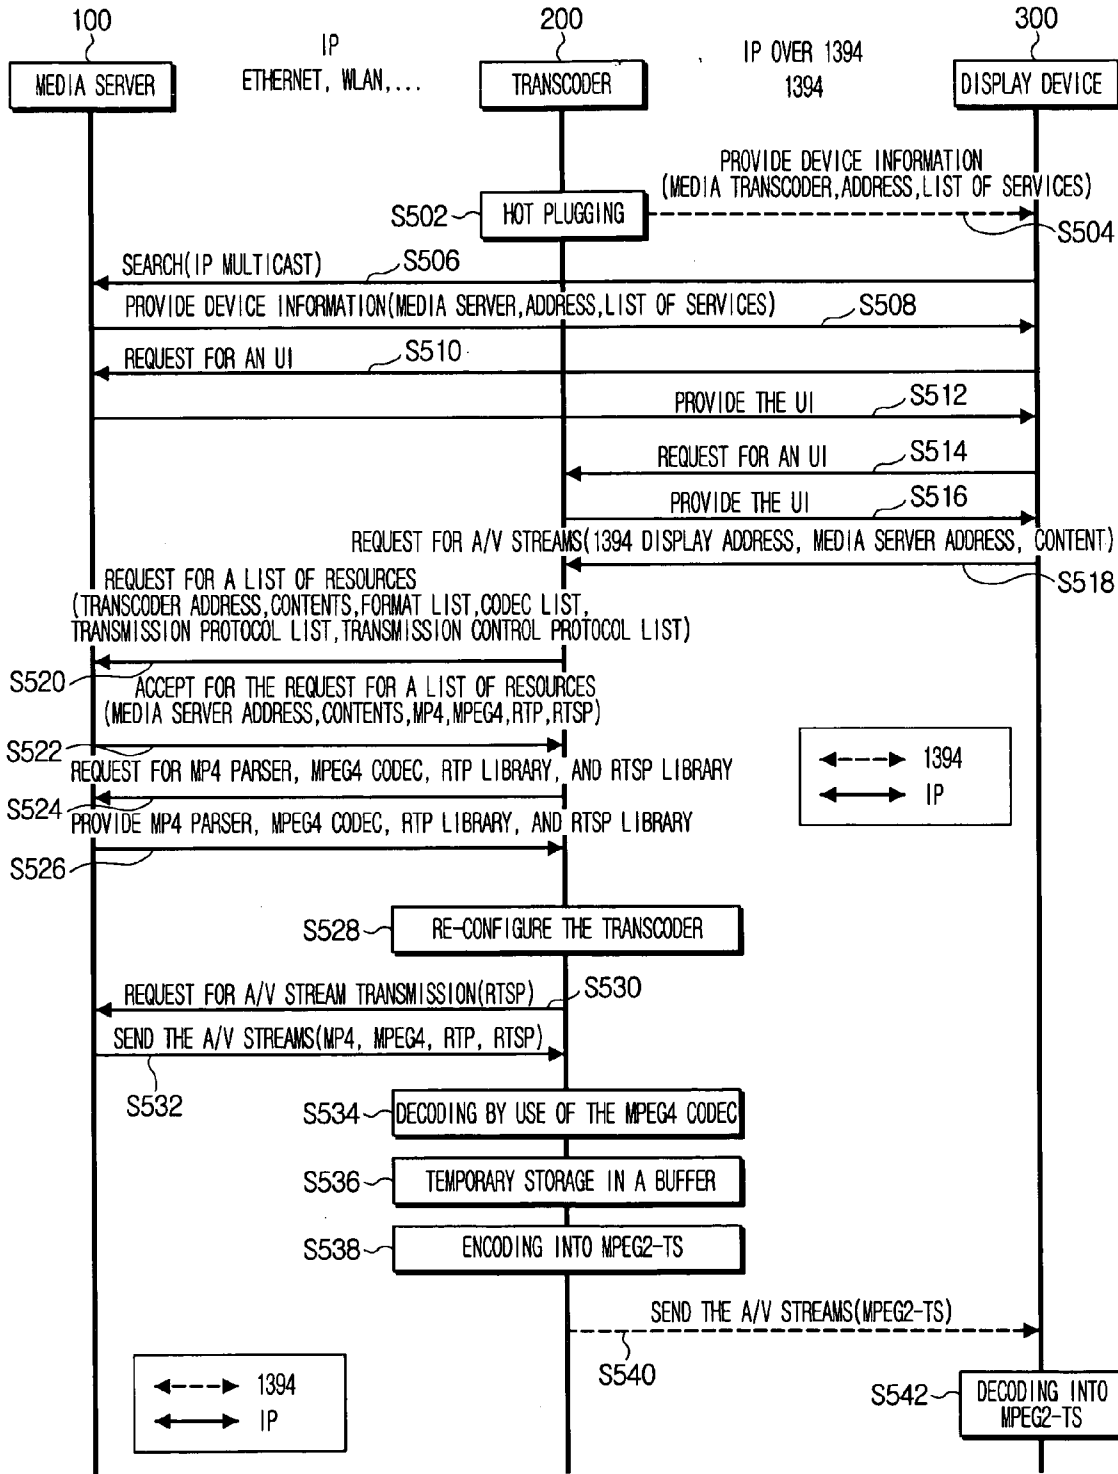 100
200
300
IP
ETHERNET, WLAN,...
IP OVER 1394
1394
MEDIA SERVER
TRANSCODER
DISPLAY DEVICE
PROVIDE DEVICE INFORMATION
(MEDIA TRANSCODER,ADDRESS,LIST OF SERVICES)
S502
HOT PLUGGING
S504
SEARCH(IP MULTICAST)
S506
PROVIDE DEVICE INFORMATION(MEDIA SERVER,ADDRESS,LIST OF SERVICES)
S508
REQUEST FOR AN UI
S510
PROVIDE THE UI
S512
REQUEST FOR AN UI
S514
PROVIDE THE UI
S516
REQUEST FOR A/V STREAMS(1394 DISPLAY ADDRESS, MEDIA SERVER ADDRESS, CONTENT)
S518
REQUEST FOR A LIST OF RESOURCES
(TRANSCODER ADDRESS,CONTENTS,FORMAT LIST,CODEC LIST,
TRANSMISSION PROTOCOL LIST,TRANSMISSION CONTROL PROTOCOL LIST)
S520
ACCEPT FOR THE REQUEST FOR A LIST OF RESOURCES
(MEDIA SERVER ADDRESS,CONTENTS,MP4,MPEG4,RTP,RTSP)
S522
REQUEST FOR MP4 PARSER, MPEG4 CODEC, RTP LIBRARY, AND RTSP LIBRARY
S524
PROVIDE MP4 PARSER, MPEG4 CODEC, RTP LIBRARY, AND RTSP LIBRARY
S526
1394
IP
S528
RE-CONFIGURE THE TRANSCODER
REQUEST FOR A/V STREAM TRANSMISSION(RTSP)
S530
SEND THE A/V STREAMS(MP4, MPEG4, RTP, RTSP)
S532
S534
DECODING BY USE OF THE MPEG4 CODEC
S536
TEMPORARY STORAGE IN A BUFFER
S538
ENCODING INTO MPEG2-TS
SEND THE A/V STREAMS(MPEG2-TS)
S540
1394
IP
S542
DECODING INTO
MPEG2-TS